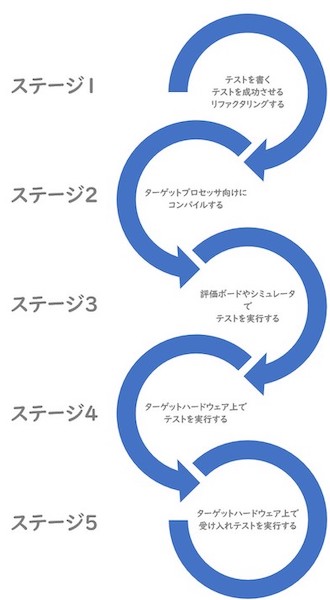 ステージ1
テストを書く
テストを成功させる
リファクタリングする
ステージ2
ターゲットプロセッサ向けに
コンパイルする
ステージ3
評価ボードやシミュレータ
で
テストを実行する
ステージ4
ターゲットハードウェア上で
テストを実行する
ステージ5
ターゲットハードウェア上で
受け入れテストを実行する